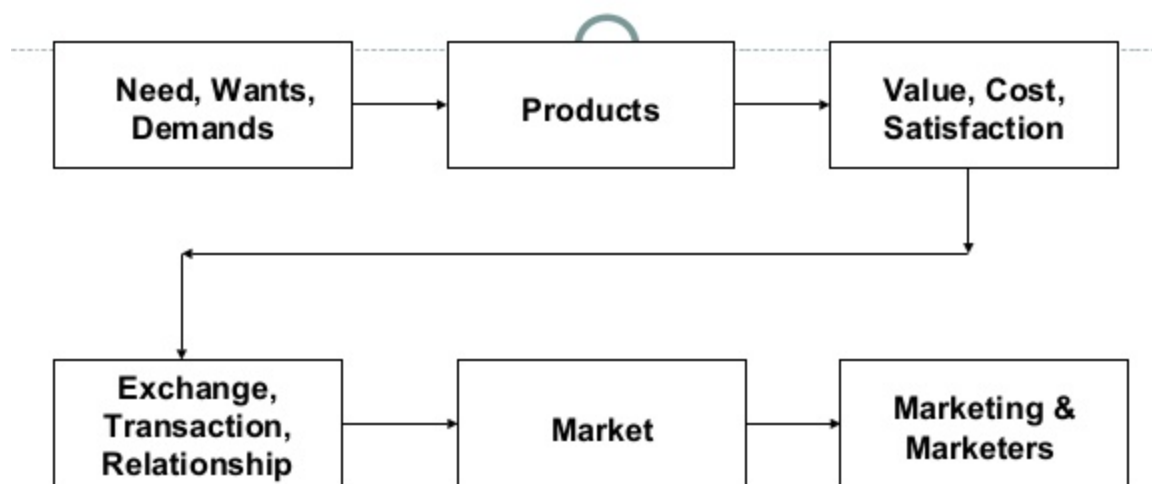 Need, Wants,
Demands
Products
Value, Cost,
Satisfaction
Exchange,
Transaction,
Relationship
Market
Marketing &
Marketers